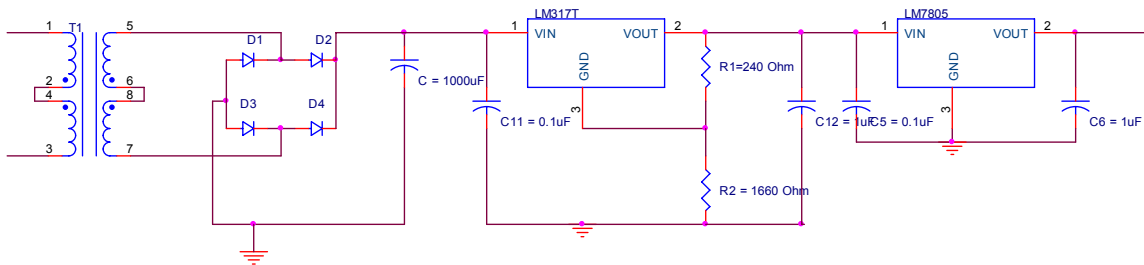 1
T1
5
2
4
6
8
3
7
D1
D2
D3
D4
C = 1000uF
C11 = 0.1uF
LM317T
1
VIN
VOUT
2
GND
3
R1=240 Ohm
R2 = 1660 Ohm
C12 = 1uF
C5 = 0.1uF
LM7805
1
VIN
VOUT
2
GND
3
C6 = 1uF